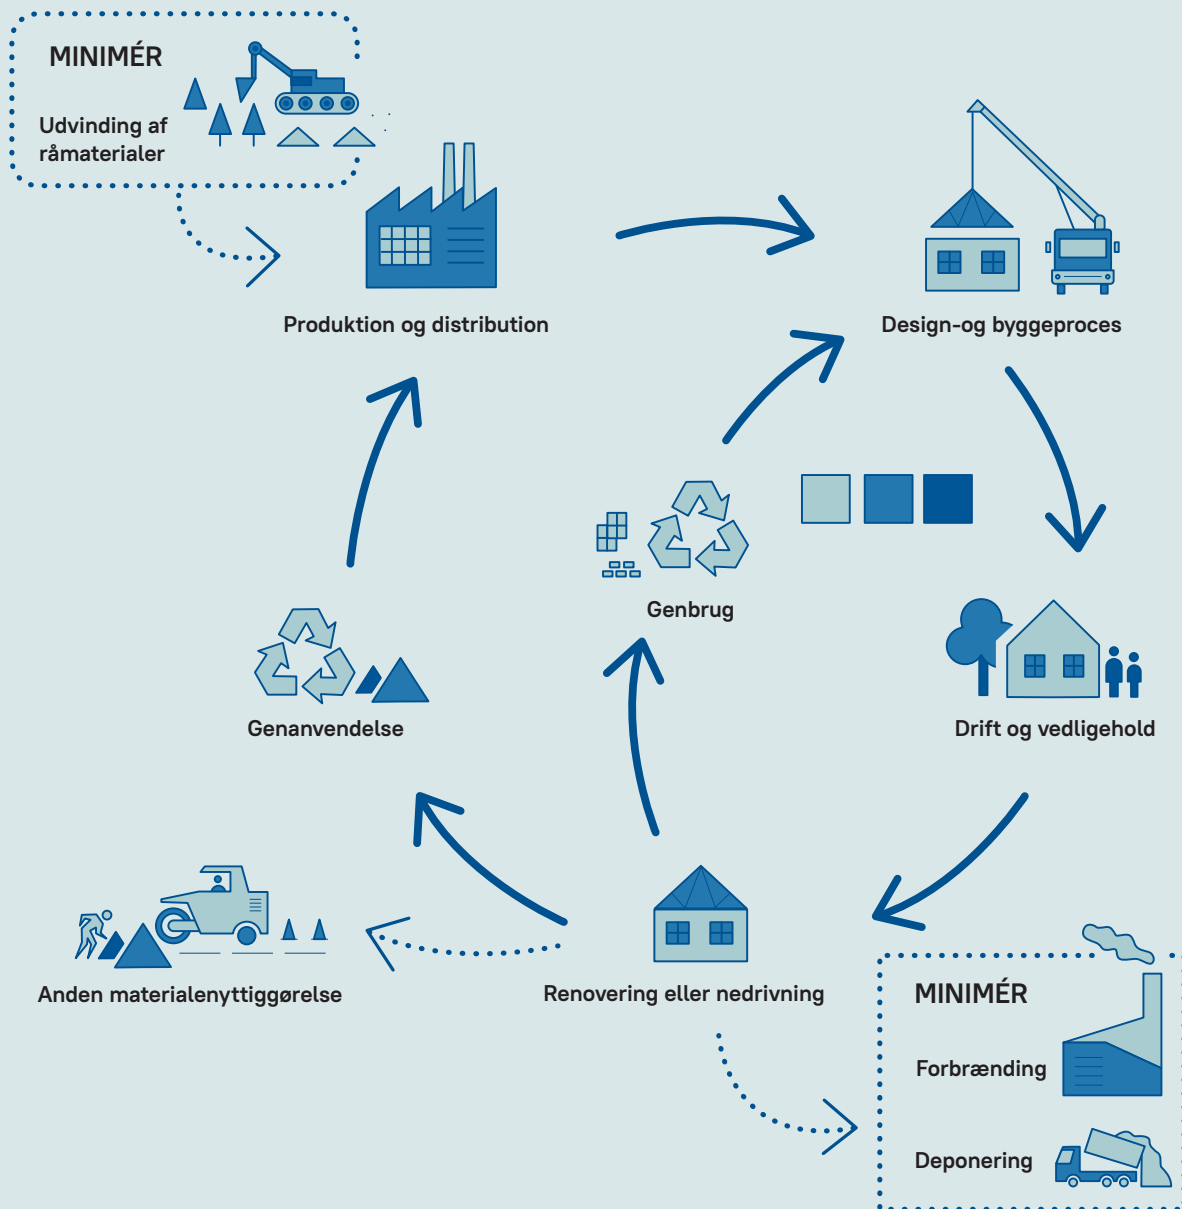 MINIMÉR
Udvinding af
råmaterialer
Produktion og distribution
Design-og byggeproces
Genbrug
Genanvendelse
Drift og vedligehold
Anden materialenyttiggørelse
Renovering eller nedrivning
MINIMÉR
Forbrænding
Deponering